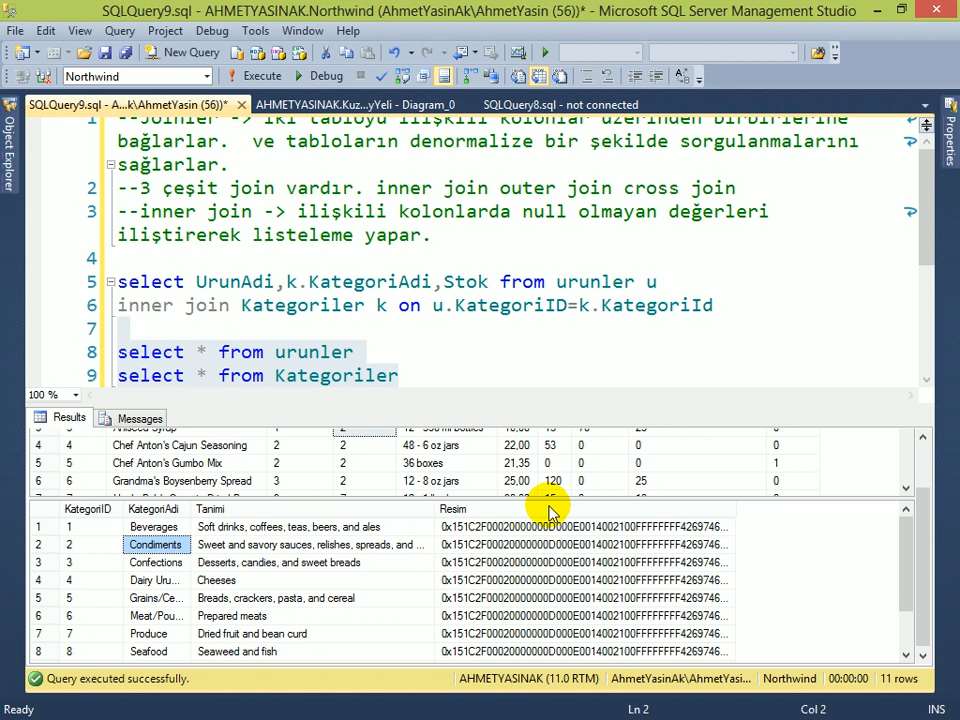 SQLQuery9.sql - AHMETYASINAK.Northwind (AhmetYasinAk\AhmetYasin (56))* - Microsoft SQL Server Management Studio
File Edit View Query Project Debug Tools Window Help
New Query
Northwind Execute Debug
SQLQuery9.sql - A...k\AhmetYasin (56))* AHMETYASINAK.Kuz...yYeli - Diagram_0 SQLQuery8.sql - not connected
Object Explorer
Properties
1 --Joinler -> iki tabloyu ilişkili kolonlar üzerinden birbirlerine
bağlarlar. ve tabloların denormalize bir şekilde sorgulanmalarını
sağlarlar.
2 --3 çeşit join vardır. inner join outer join cross join
3 --inner join -> ilişkili kolonlarda null olmayan değerleri
iliştirerek listeleme yapar.
4
5 select UrunAdi,k.KategoriAdi,Stok from urunler u
6 inner join Kategoriler k on u.KategoriID=k.KategoriId
7
8 select * from urunler
9 select * from Kategoriler
100 %
Results Messages
4 4 Chef Anton's Cajun Seasoning 2 2 48 - 6 oz jars 22,00 53 0 0 0
5 5 Chef Anton's Gumbo Mix 2 2 36 boxes 21,35 0 0 0 1
6 6 Grandma's Boysenberry Spread 3 2 12 - 8 oz jars 25,00 120 0 25 0
KategoriID KategoriAdi Tanimi Resim
1 1 Beverages Soft drinks, coffees, teas, beers, and ales 0x151C2F00020000000D000E0014002100FFFFFFFF4269746...
2 2 Condiments Sweet and savory sauces, relishes, spreads, and ... 0x151C2F00020000000D000E0014002100FFFFFFFF4269746...
3 3 Confections Desserts, candies, and sweet breads 0x151C2F00020000000D000E0014002100FFFFFFFF4269746...
4 4 Dairy Uru... Cheeses 0x151C2F00020000000D000E0014002100FFFFFFFF4269746...
5 5 Grains/Ce... Breads, crackers, pasta, and cereal 0x151C2F00020000000D000E0014002100FFFFFFFF4269746...
6 6 Meat/Pou... Prepared meats 0x151C2F00020000000D000E0014002100FFFFFFFF4269746...
7 7 Produce Dried fruit and bean curd 0x151C2F00020000000D000E0014002100FFFFFFFF4269746...
8 8 Seafood Seaweed and fish 0x151C2F00020000000D000E0014002100FFFFFFFF4269746...
Query executed successfully. AHMETYASINAK (11.0 RTM) AhmetYasinAk\AhmetYasi... Northwind 00:00:00 11 rows
Ready Ln 2 Col 2 INS